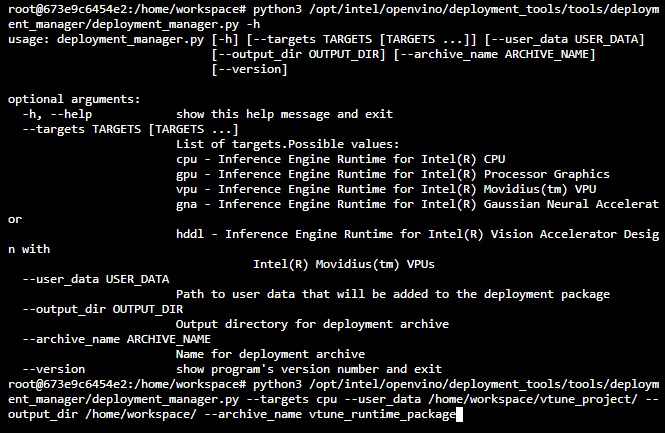 root@673e9c6454e2:/home/workspace# python3 /opt/intel/openvino/deployment_tools/tools/deploym
ent_manager/deployment_manager.py -h
usage: deployment_manager.py [-h] [--targets TARGETS [TARGETS ...]] [--user_data USER_DATA]
[--output_dir OUTPUT_DIR] [--archive_name ARCHIVE_NAME]
[--version]
optional arguments:
-h, --help show this help message and exit
--targets TARGETS [TARGETS ...]
List of targets.Possible values:
cpu - Inference Engine Runtime for Intel(R) CPU
gpu - Inference Engine Runtime for Intel(R) Processor Graphics
vpu - Inference Engine Runtime for Intel(R) Movidius(tm) VPU
gna - Inference Engine Runtime for Intel(R) Gaussian Neural Accelerat
or
hddl - Inference Engine Runtime for Intel(R) Vision Accelerator Desig
n with
Intel(R) Movidius(tm) VPUs
--user_data USER_DATA
Path to user data that will be added to the deployment package
--output_dir OUTPUT_DIR
Output directory for deployment archive
--archive_name ARCHIVE_NAME
Name for deployment archive
--version show program's version number and exit
root@673e9c6454e2:/home/workspace# python3 /opt/intel/openvino/deployment_tools/tools/deploym
ent_manager/deployment_manager.py --targets cpu --user_data /home/workspace/vtune_project/ --
output_dir /home/workspace/ --archive_name vtune_runtime_package